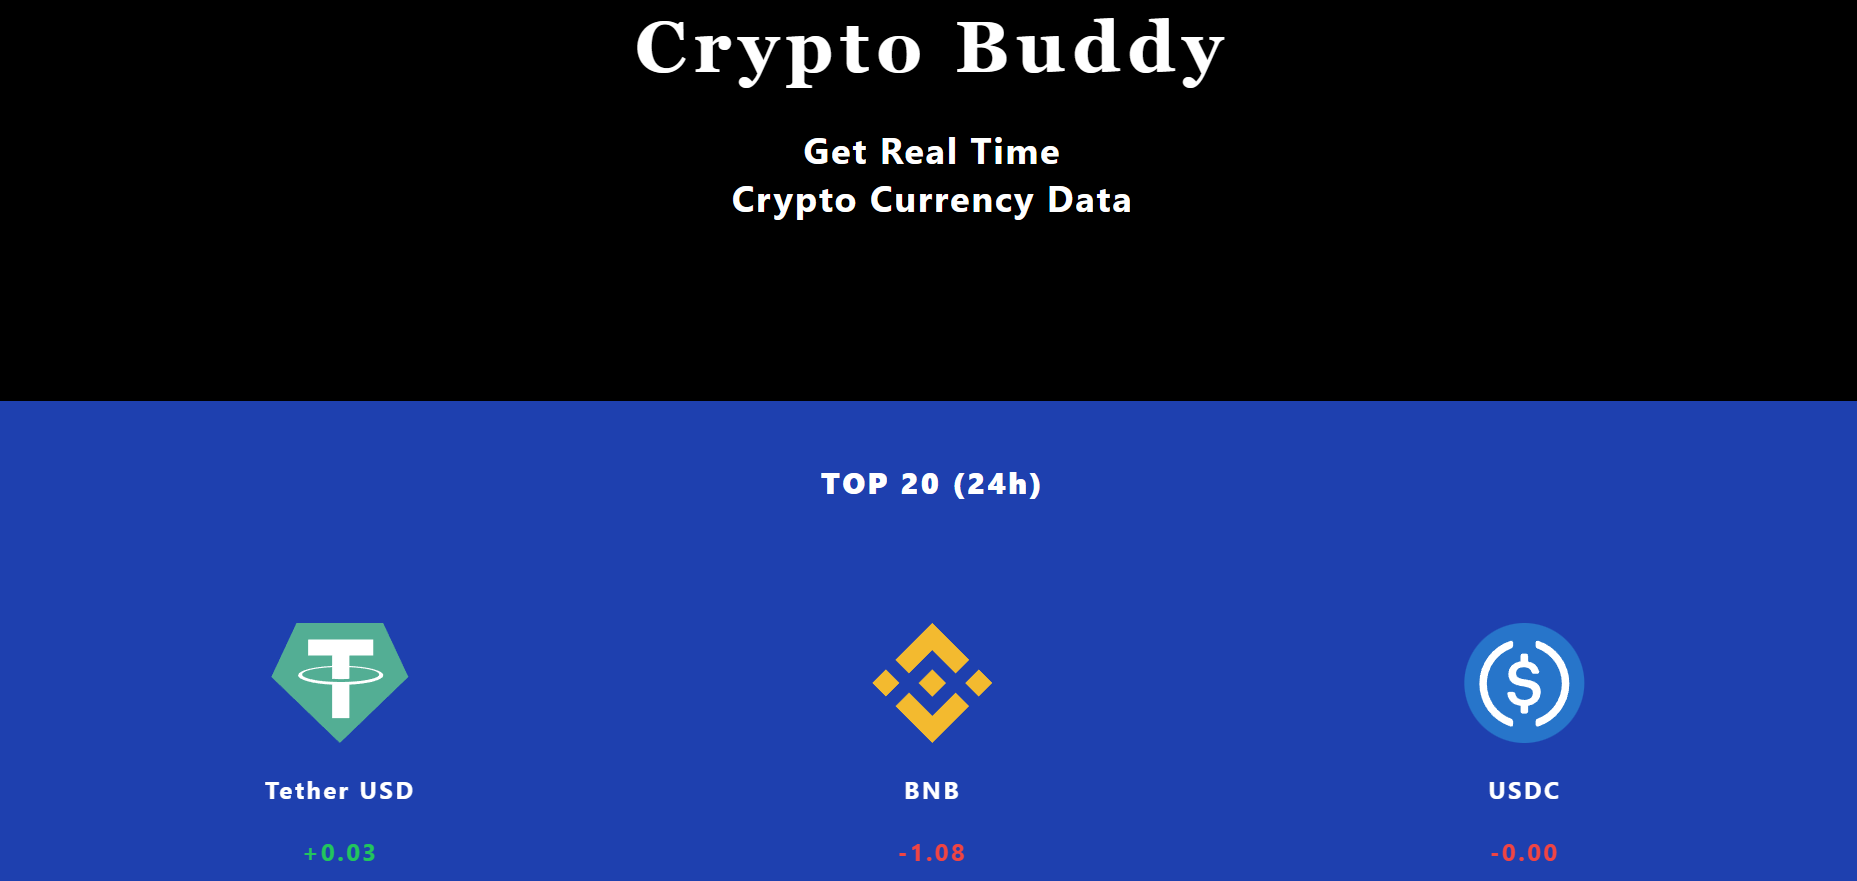 Crypto Buddy
Get Real Time
Crypto Currency Data
TOP 20 (24h)
Tether USD
BNB
USDC
+0.03
-1.08
-0.00